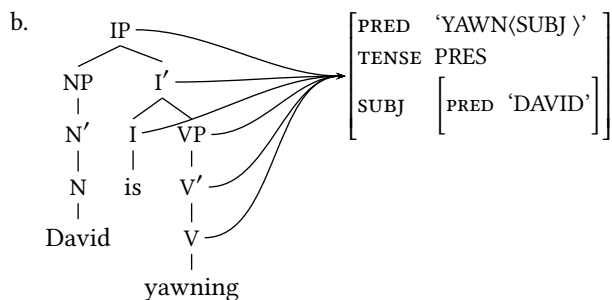 b.
IP
NP I′
N′ I VP
N is V′
David V
yawning
PRED ‘YAWN⟨SUBJ ⟩’
TENSE PRES
SUBJ [PRED ‘DAVID’]